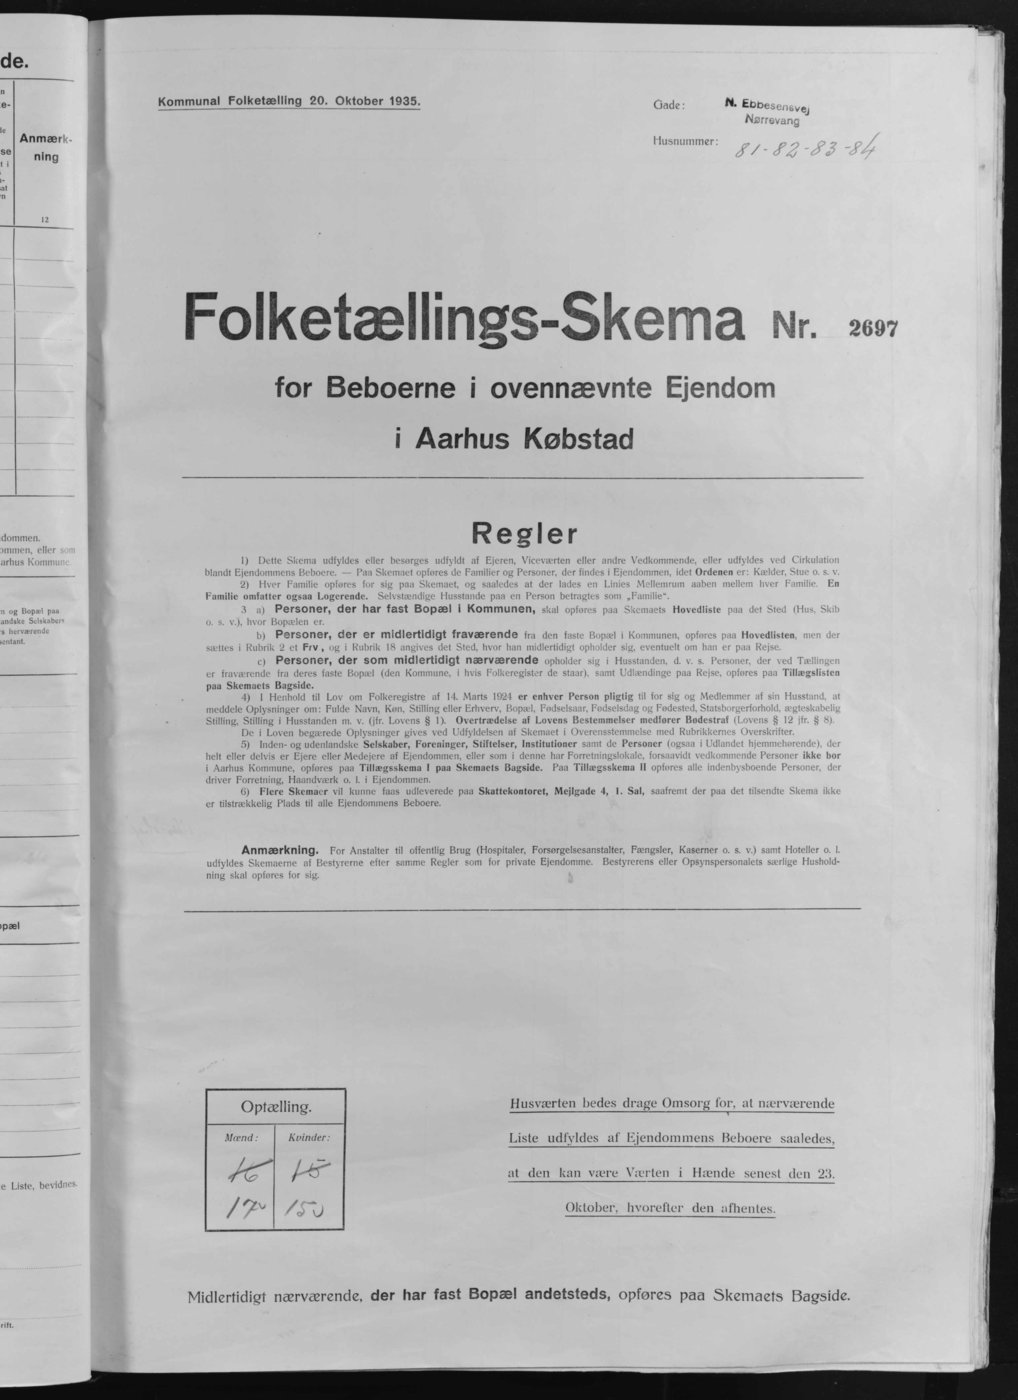 de.
Anmærk-
ning
12
dommen.
ommen, eller som
arhus Kommune
n og Bopæl paa
andske Selskabers
s herværende
sentant.
opæl
e Liste, bevidnes.
rift.
Kommunal Folketælling 20. Oktober 1935.
Gade: N. Ebbesensvej
Nørrevang
Husnummer: 81-82-83-84
Folketællings-Skema Nr. 2697
for Beboerne i ovennævnte Ejendom
i Aarhus Købstad
Regler
1) Dette Skema udfyldes eller besørges udfyldt af Ejeren, Viceværten eller andre Vedkommende, eller udfyldes ved Cirkulation
blandt Ejendommens Beboere. — Paa Skemaet opføres de Familier og Personer, der findes i Ejendommen, idet Ordenen er: Kælder, Stue o. s. v.
2) Hver Familie opføres for sig paa Skemaet, og saaledes at der lades en Linies Mellemrum aaben mellem hver Familie. En
Familie omfatter ogsaa Logerende. Selvstændige Husstande paa en Person betragtes som „Familie“.
3 a) Personer, der har fast Bopæl i Kommunen, skal opføres paa Skemaets Hovedliste paa det Sted (Hus, Skib
o. s. v.), hvor Bopælen er.
b) Personer, der er midlertidigt fraværende fra den faste Bopæl i Kommunen, opføres paa Hovedlisten, men der
sættes i Rubrik 2 et Frv, og i Rubrik 18 angives det Sted, hvor han midlertidigt opholder sig, eventuelt om han er paa Rejse.
c) Personer, der som midlertidigt nærværende opholder sig i Husstanden, d. v. s. Personer, der ved Tællingen
er fraværende fra deres faste Bopæl (den Kommune, i hvis Folkeregister de staar), samt Udlændinge paa Rejse, opføres paa Tillægslisten
paa Skemaets Bagside.
4) I Henhold til Lov om Folkeregistre af 14. Marts 1924 er enhver Person pligtig til for sig og Medlemmer af sin Husstand, at
meddele Oplysninger om: Fulde Navn, Køn, Stilling eller Erhverv, Bopæl, Fødselsaar, Fødselsdag og Fødested, Statsborgerforhold, ægteskabelig
Stilling, Stilling i Husstanden m. v. (jfr. Lovens § 1). Overtrædelse af Lovens Bestemmelser medfører Bødestraf (Lovens § 12 jfr. § 8).
De i Loven begærede Oplysninger gives ved Udfyldelsen af Skemaet i Overensstemmelse med Rubrikkernes Overskrifter.
5) Inden- og udenlandske Selskaber, Foreninger, Stiftelser, Institutioner samt de Personer (ogsaa i Udlandet hjemmehørende), der
helt eller delvis er Ejere eller Medejere af Ejendommen, eller som i denne har Forretningslokale, forsaavidt vedkommende Personer ikke bor
i Aarhus Kommune, opføres paa Tillægsskema I paa Skemaets Bagside. Paa Tillægsskema II opføres alle indenbysboende Personer, der
driver Forretning, Haandværk o. l. i Ejendommen.
6) Flere Skemaer vil kunne faas udleverede paa Skattekontoret, Mejlgade 4, 1. Sal, saafremt der paa det tilsendte Skema ikke
er tilstrækkelig Plads til alle Ejendommens Beboere.
Anmærkning. For Anstalter til offentlig Brug (Hospitaler, Forsørgelsesanstalter, Fængsler, Kaserner o. s. v.) samt Hoteller o. l.
udfyldes Skemaerne af Bestyrerne efter samme Regler som for private Ejendomme. Bestyrerens eller Opsynspersonalets særlige Hushold-
ning skal opføres for sig.
Optælling.
Mænd: Kvinder:
16 15
17 15
Husværten bedes drage Omsorg for, at nærværende
Liste udfyldes af Ejendommens Beboere saaledes,
at den kan være Værten i Hænde senest den 23.
Oktober, hvorefter den afhentes.
Midlertidigt nærværende, der har fast Bopæl andetsteds, opføres paa Skemaets Bagside.